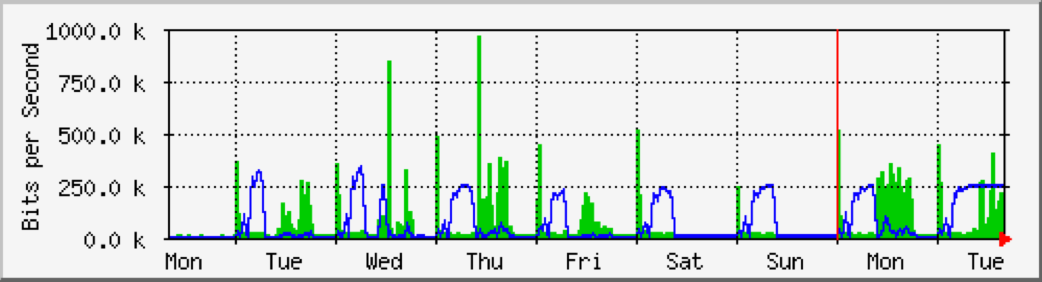 1000.0 k
750.0 k
500.0 k
250.0 k
0.0 k
Bits per Second
Mon Tue Wed Thu Fri Sat Sun Mon Tue